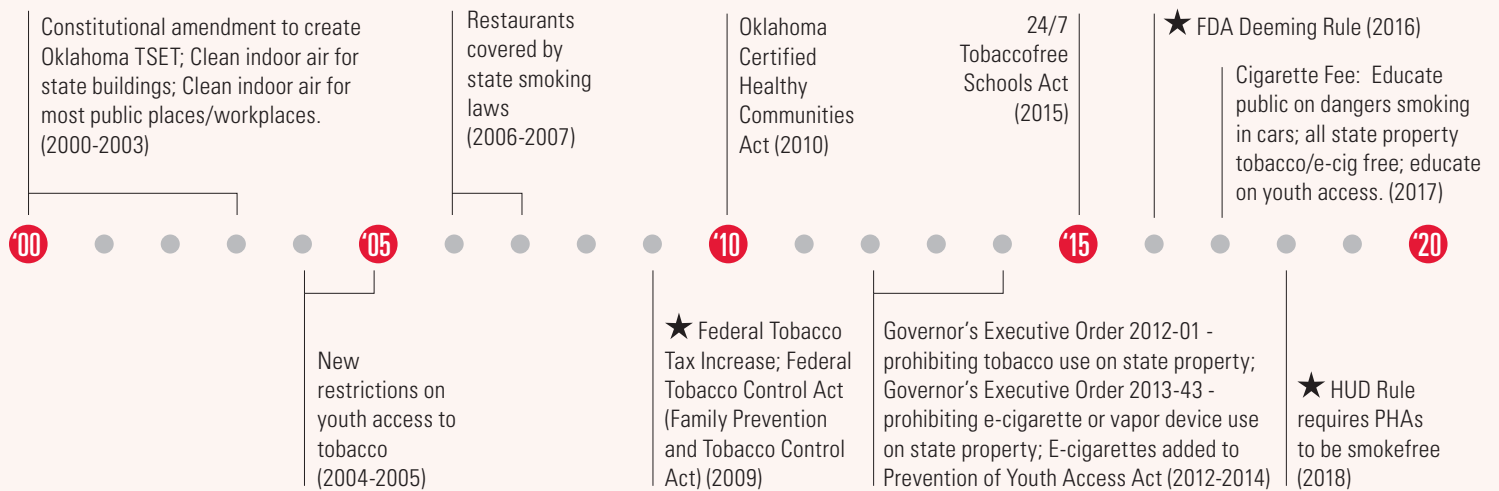 Constitutional amendment to create
Oklahoma TSET; Clean indoor air for
state buildings; Clean indoor air for
most public places/workplaces.
(2000-2003)
Restaurants
covered by
state smoking
laws
(2006-2007)
Oklahoma
Certified
Healthy
Communities
Act (2010)
24/7
Tobaccofree
Schools Act
(2015)
★ FDA Deeming Rule (2016)
Cigarette Fee: Educate
public on dangers smoking
in cars; all state property
tobacco/e-cig free; educate
on youth access. (2017)
'00
'05
'10
'15
'20
New
restrictions on
youth access to
tobacco
(2004-2005)
★ Federal Tobacco
Tax Increase; Federal
Tobacco Control Act
(Family Prevention
and Tobacco Control
Act) (2009)
Governor's Executive Order 2012-01 -
prohibiting tobacco use on state property;
Governor's Executive Order 2013-43 -
prohibiting e-cigarette or vapor device use
on state property; E-cigarettes added to
Prevention of Youth Access Act (2012-2014)
★ HUD Rule
requires PHAs
to be smokefree
(2018)